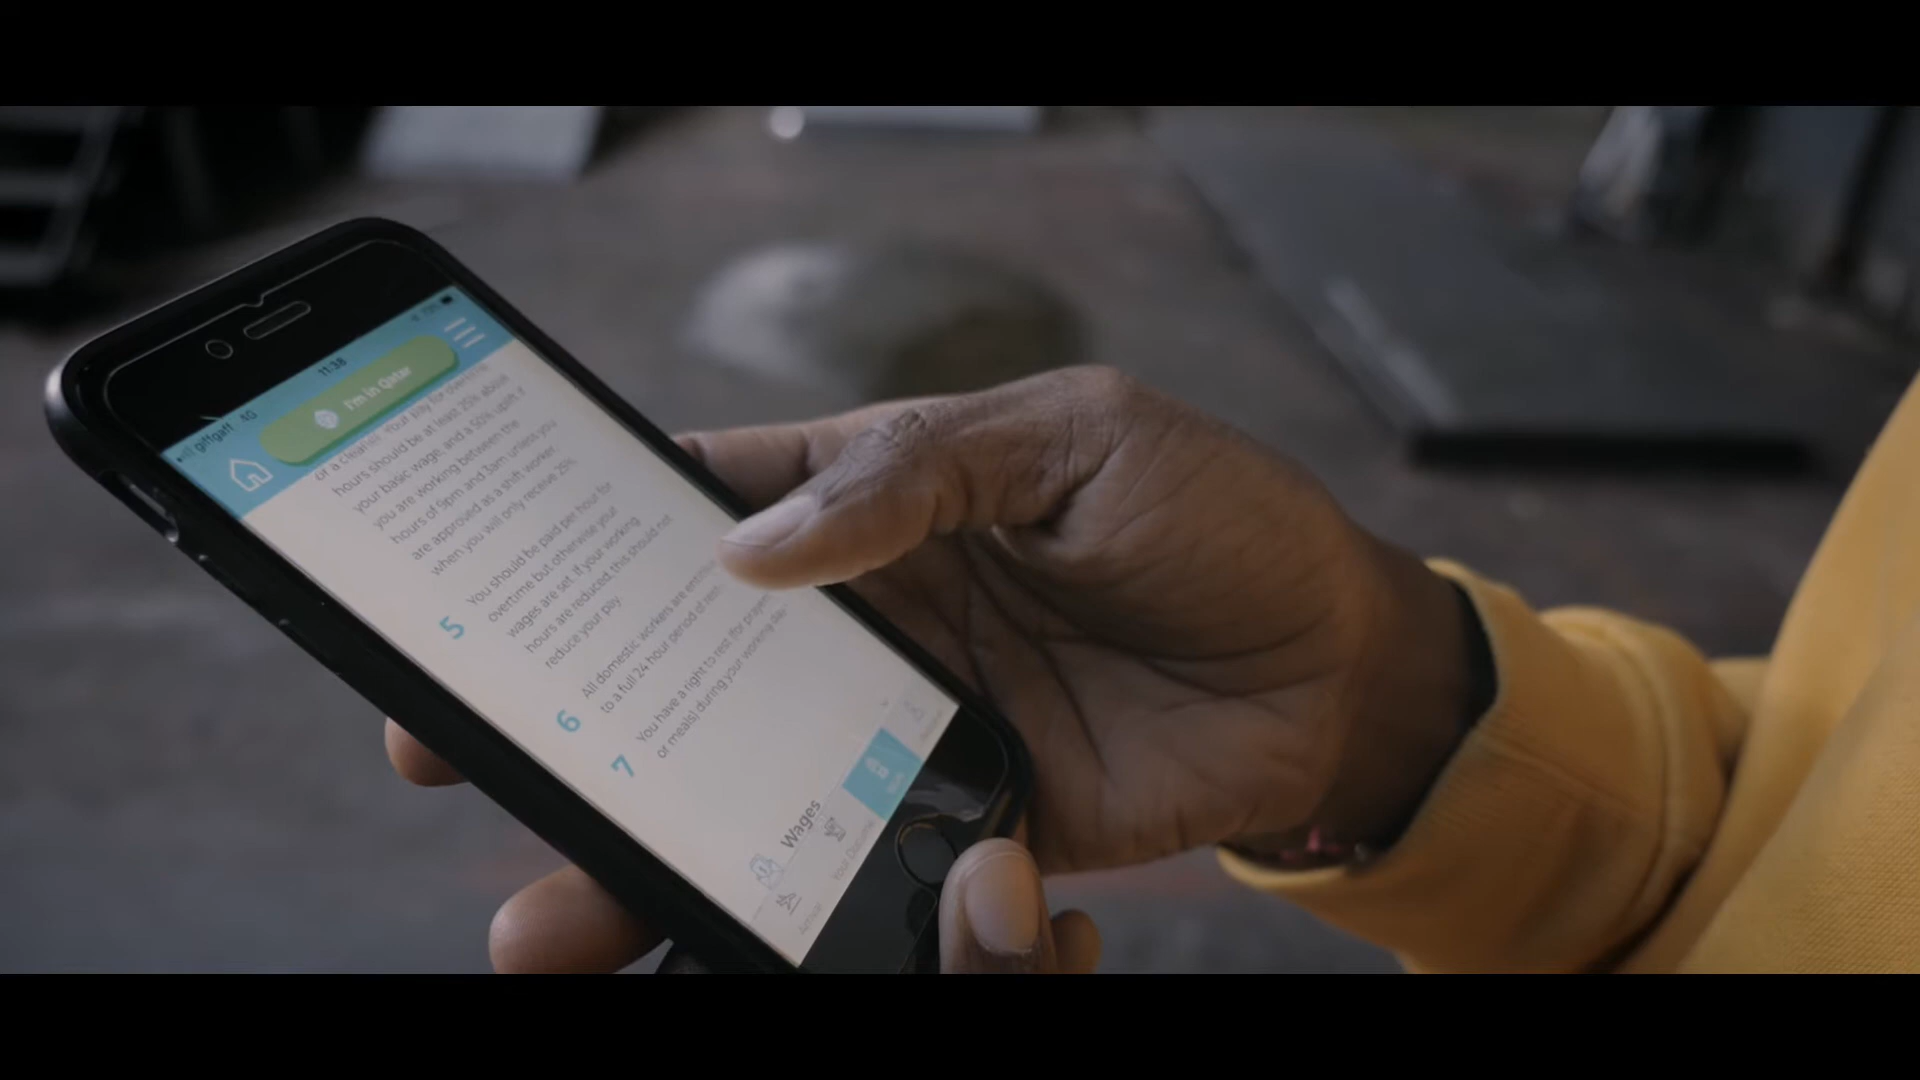 giffgaff 4G
11:38
I'm in Qatar
or a cleaner. Your pay for overtime
hours should be at least 25% above
your basic wage, and a 50% uplift if
you are working between the
hours of 9pm and 3am unless you
are approved as a shift worker
when you will only receive 25%.
5
You should be paid per hour for
overtime but otherwise your
wages are set. If your working
hours are reduced, this should not
reduce your pay.
6
All domestic workers are
to a full 24 hour period of rest
7
You have a right to rest (for prayer
or meals) during your working day.
Wages
Arrival
Your